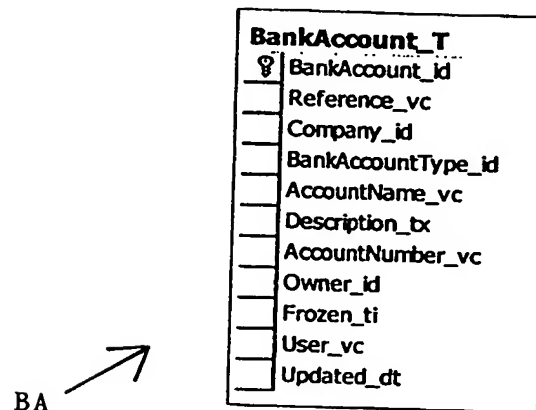 BankAccount_T
BankAccount_id
Reference_vc
Company_id
BankAccountType_id
AccountName_vc
Description_tx
AccountNumber_vc
Owner_id
Frozen_ti
User_vc
Updated_dt
BA